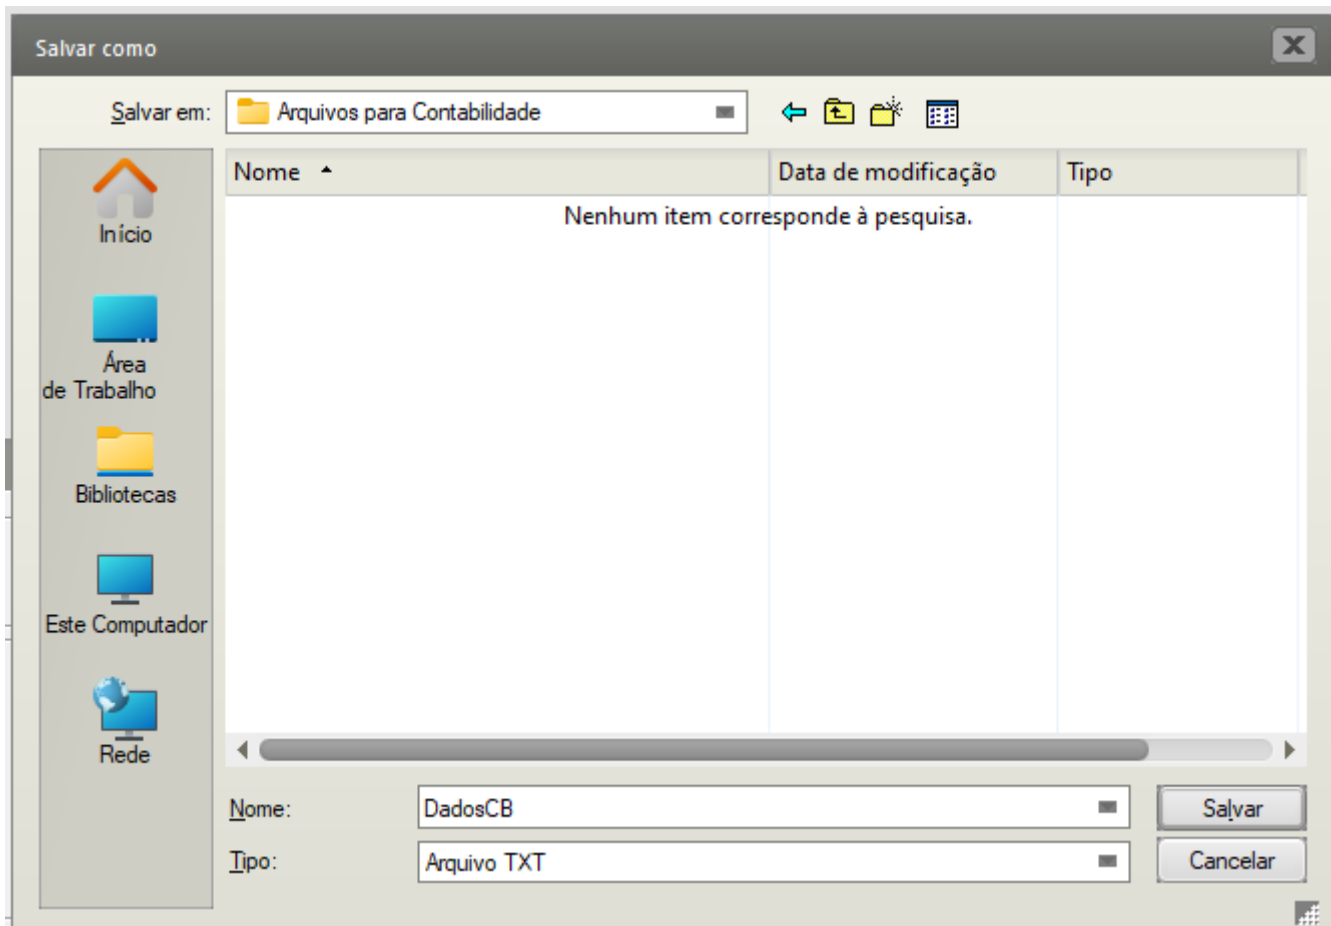 Salvar como
Salvar em:
Arquivos para Contabilidade
Nome
Data de modificação
Tipo
Nenhum item corresponde à pesquisa.
Início
Área
de Trabalho
Bibliotecas
Este Computador
Rede
Nome:
DadosCB
Salvar
Tipo:
Arquivo TXT
Cancelar